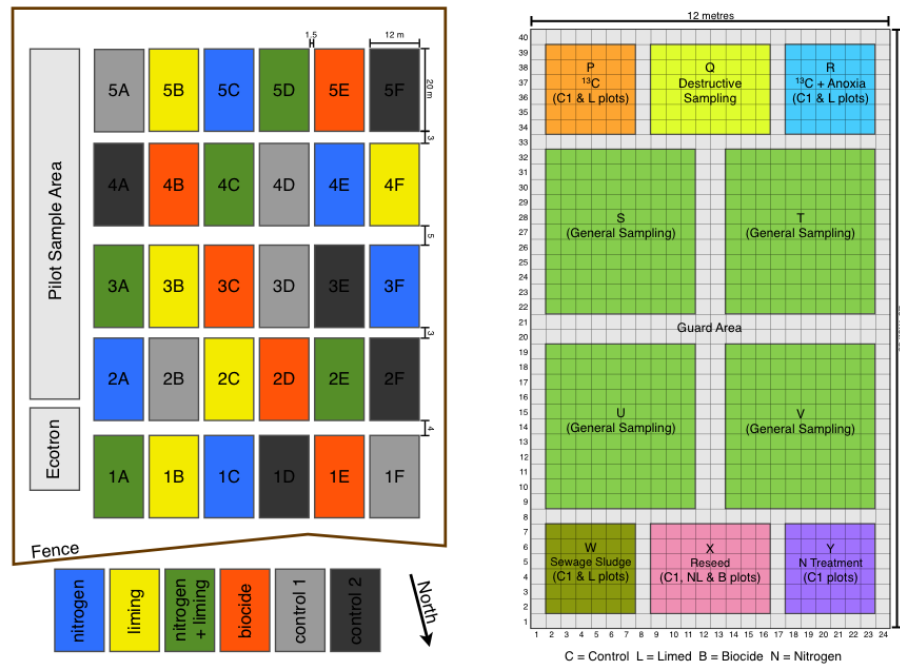 1.5
12 m
5A 5B 5C 5D 5E 5F
20 m
3
4A 4B 4C 4D 4E 4F
5
Pilot Sample Area
3A 3B 3C 3D 3E 3F
3
2A 2B 2C 2D 2E 2F
4
Ecotron
1A 1B 1C 1D 1E 1F
Fence
nitrogen
liming
nitrogen
+ liming
biocide
control 1
control 2
North
12 metres
40
39
38
37
36
35
34
33
32
31
30
29
28
27
26
25
24
23
22
21
20
19
18
17
16
15
14
13
12
11
10
9
8
7
6
5
4
3
2
1
P
¹³C
(C1 & L plots)
Q
Destructive
Sampling
R
¹³C + Anoxia
(C1 & L plots)
S
(General Sampling)
T
(General Sampling)
Guard Area
U
(General Sampling)
V
(General Sampling)
W
Sewage Sludge
(C1 & L plots)
X
Reseed
(C1, NL & B plots)
Y
N Treatment
(C1 plots)
1 2 3 4 5 6 7 8 9 10 11 12 13 14 15 16 17 18 19 20 21 22 23 24
C = Control L = Limed B = Biocide N = Nitrogen